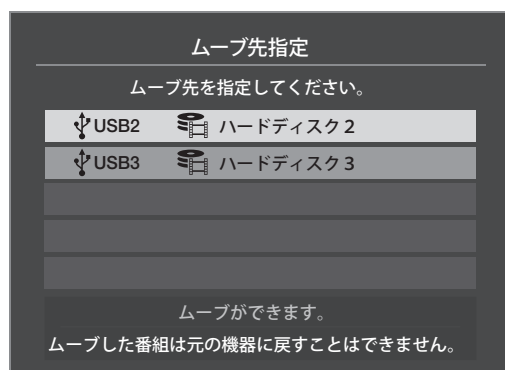 ムーブ先指定
ムーブ先を指定してください。
USB2 ハードディスク2
USB3 ハードディスク3
ムーブができます。
ムーブした番組は元の機器に戻すことはできません。